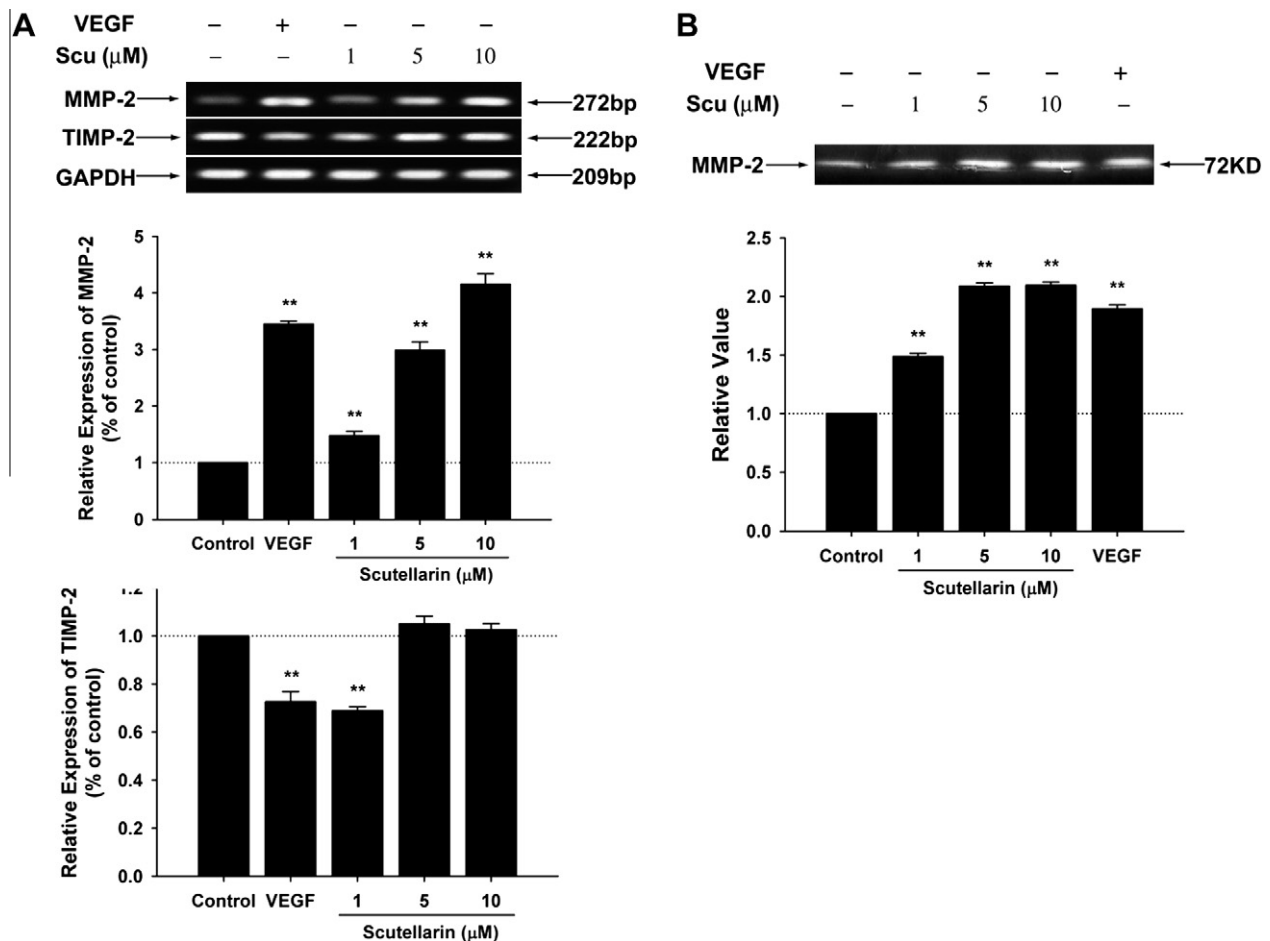 A
VEGF – + – – –
Scu (μM) – – 1 5 10
MMP-2 272bp
TIMP-2 222bp
GAPDH 209bp
Relative Expression of MMP-2
(% of control)
5
4
3
2
1
0
** ** ** **
Control VEGF 1 5 10
Scutellarin (μM)
Relative Expression of TIMP-2
(% of control)
1.2
1.0
0.8
0.6
0.4
0.2
0.0
** **
Control VEGF 1 5 10
Scutellarin (μM)
B
VEGF – – – – +
Scu (μM) – 1 5 10 –
MMP-2 72KD
Relative Value
2.5
2.0
1.5
1.0
0.5
0.0
** ** ** **
Control 1 5 10 VEGF
Scutellarin (μM)